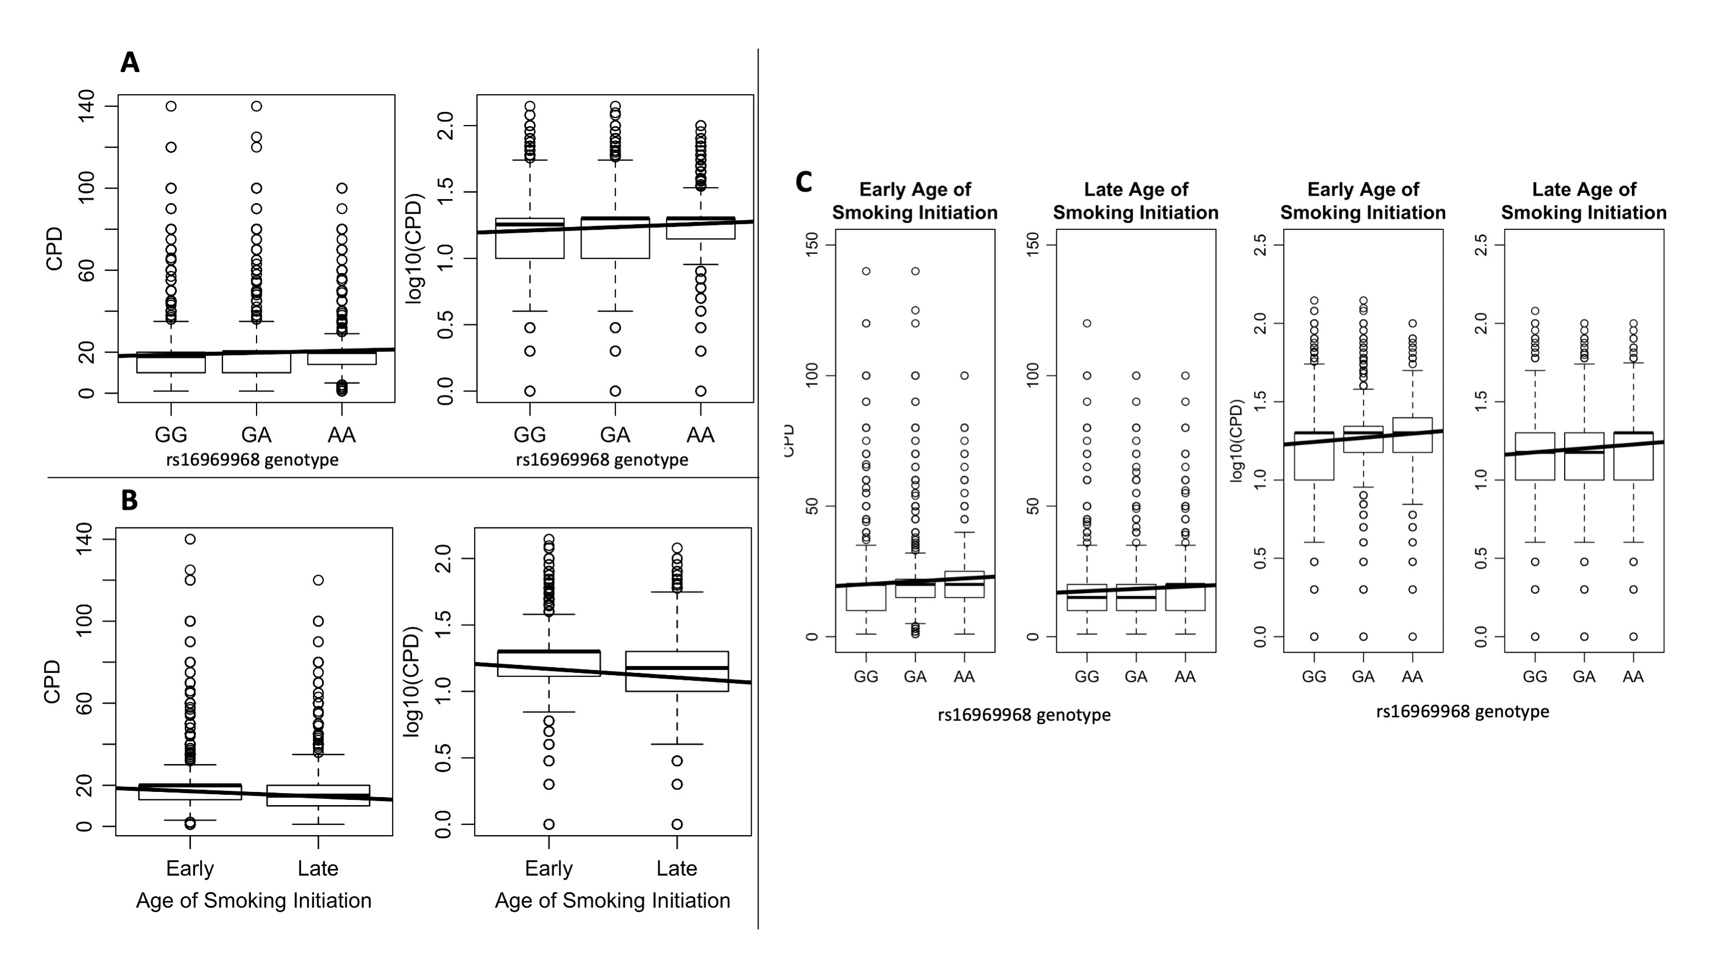 A
CPD
0
20
60
100
140
GG
GA
AA
rs16969968 genotype
log10(CPD)
0.0
0.5
1.0
1.5
2.0
GG
GA
AA
rs16969968 genotype
B
CPD
0
20
60
100
140
Early
Late
Age of Smoking Initiation
log10(CPD)
0.0
0.5
1.0
1.5
2.0
Early
Late
Age of Smoking Initiation
C
Early Age of
Smoking Initiation
CPD
0
50
100
150
GG
GA
AA
Late Age of
Smoking Initiation
0
50
100
150
GG
GA
AA
rs16969968 genotype
Early Age of
Smoking Initiation
log10(CPD)
0.0
0.5
1.0
1.5
2.0
2.5
GG
GA
AA
Late Age of
Smoking Initiation
0.0
0.5
1.0
1.5
2.0
2.5
GG
GA
AA
rs16969968 genotype